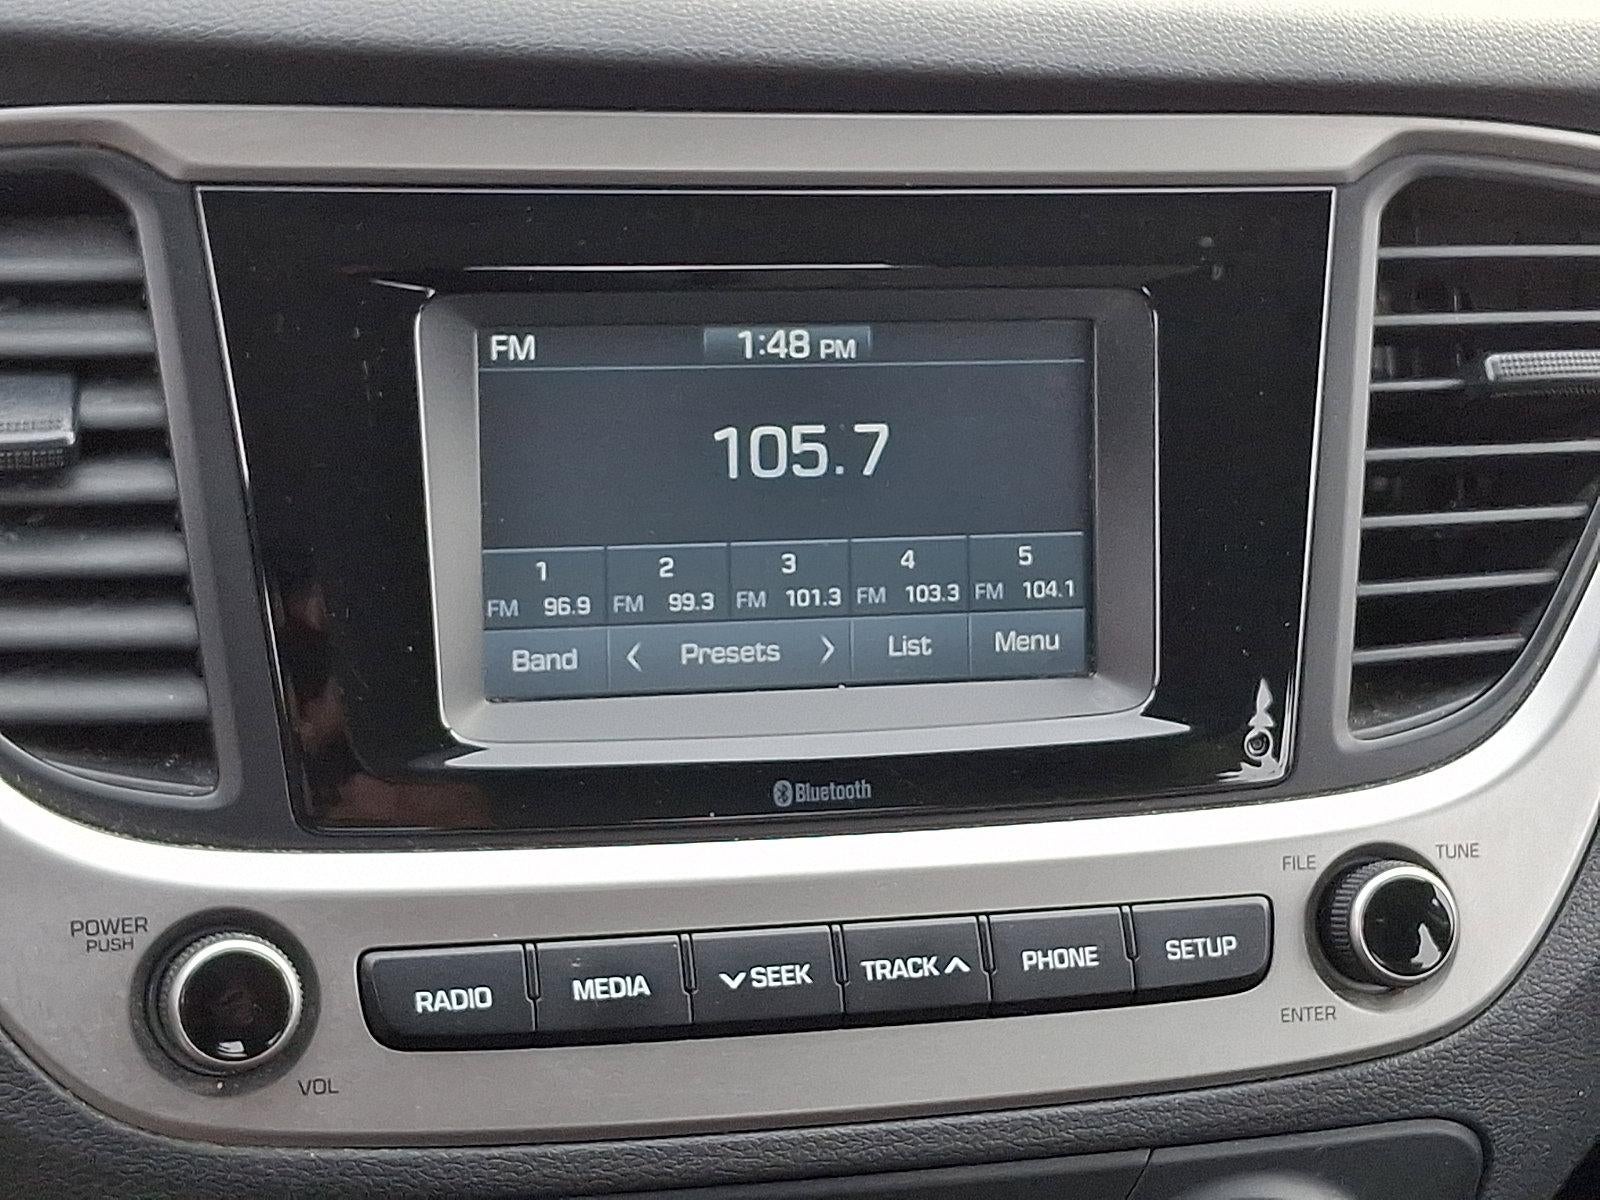 FM 1:48 PM
105.7
1 2 3 4 5
FM 96.9 FM 99.3 FM 101.3 FM 103.3 FM 104.1
Band < Presets > List Menu
Bluetooth
FILE TUNE
POWER
PUSH
RADIO MEDIA ∨SEEK TRACK∧ PHONE SETUP
ENTER
VOL